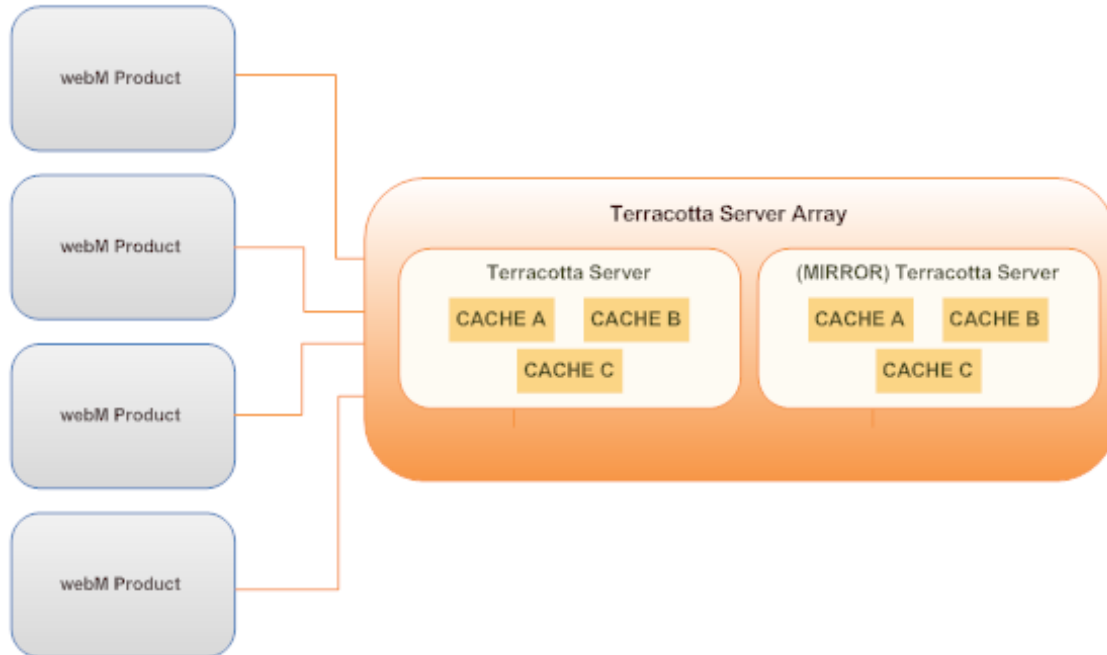 webM Product
webM Product
webM Product
webM Product
Terracotta Server Array
Terracotta Server
CACHE A
CACHE B
CACHE C
(MIRROR) Terracotta Server
CACHE A
CACHE B
CACHE C